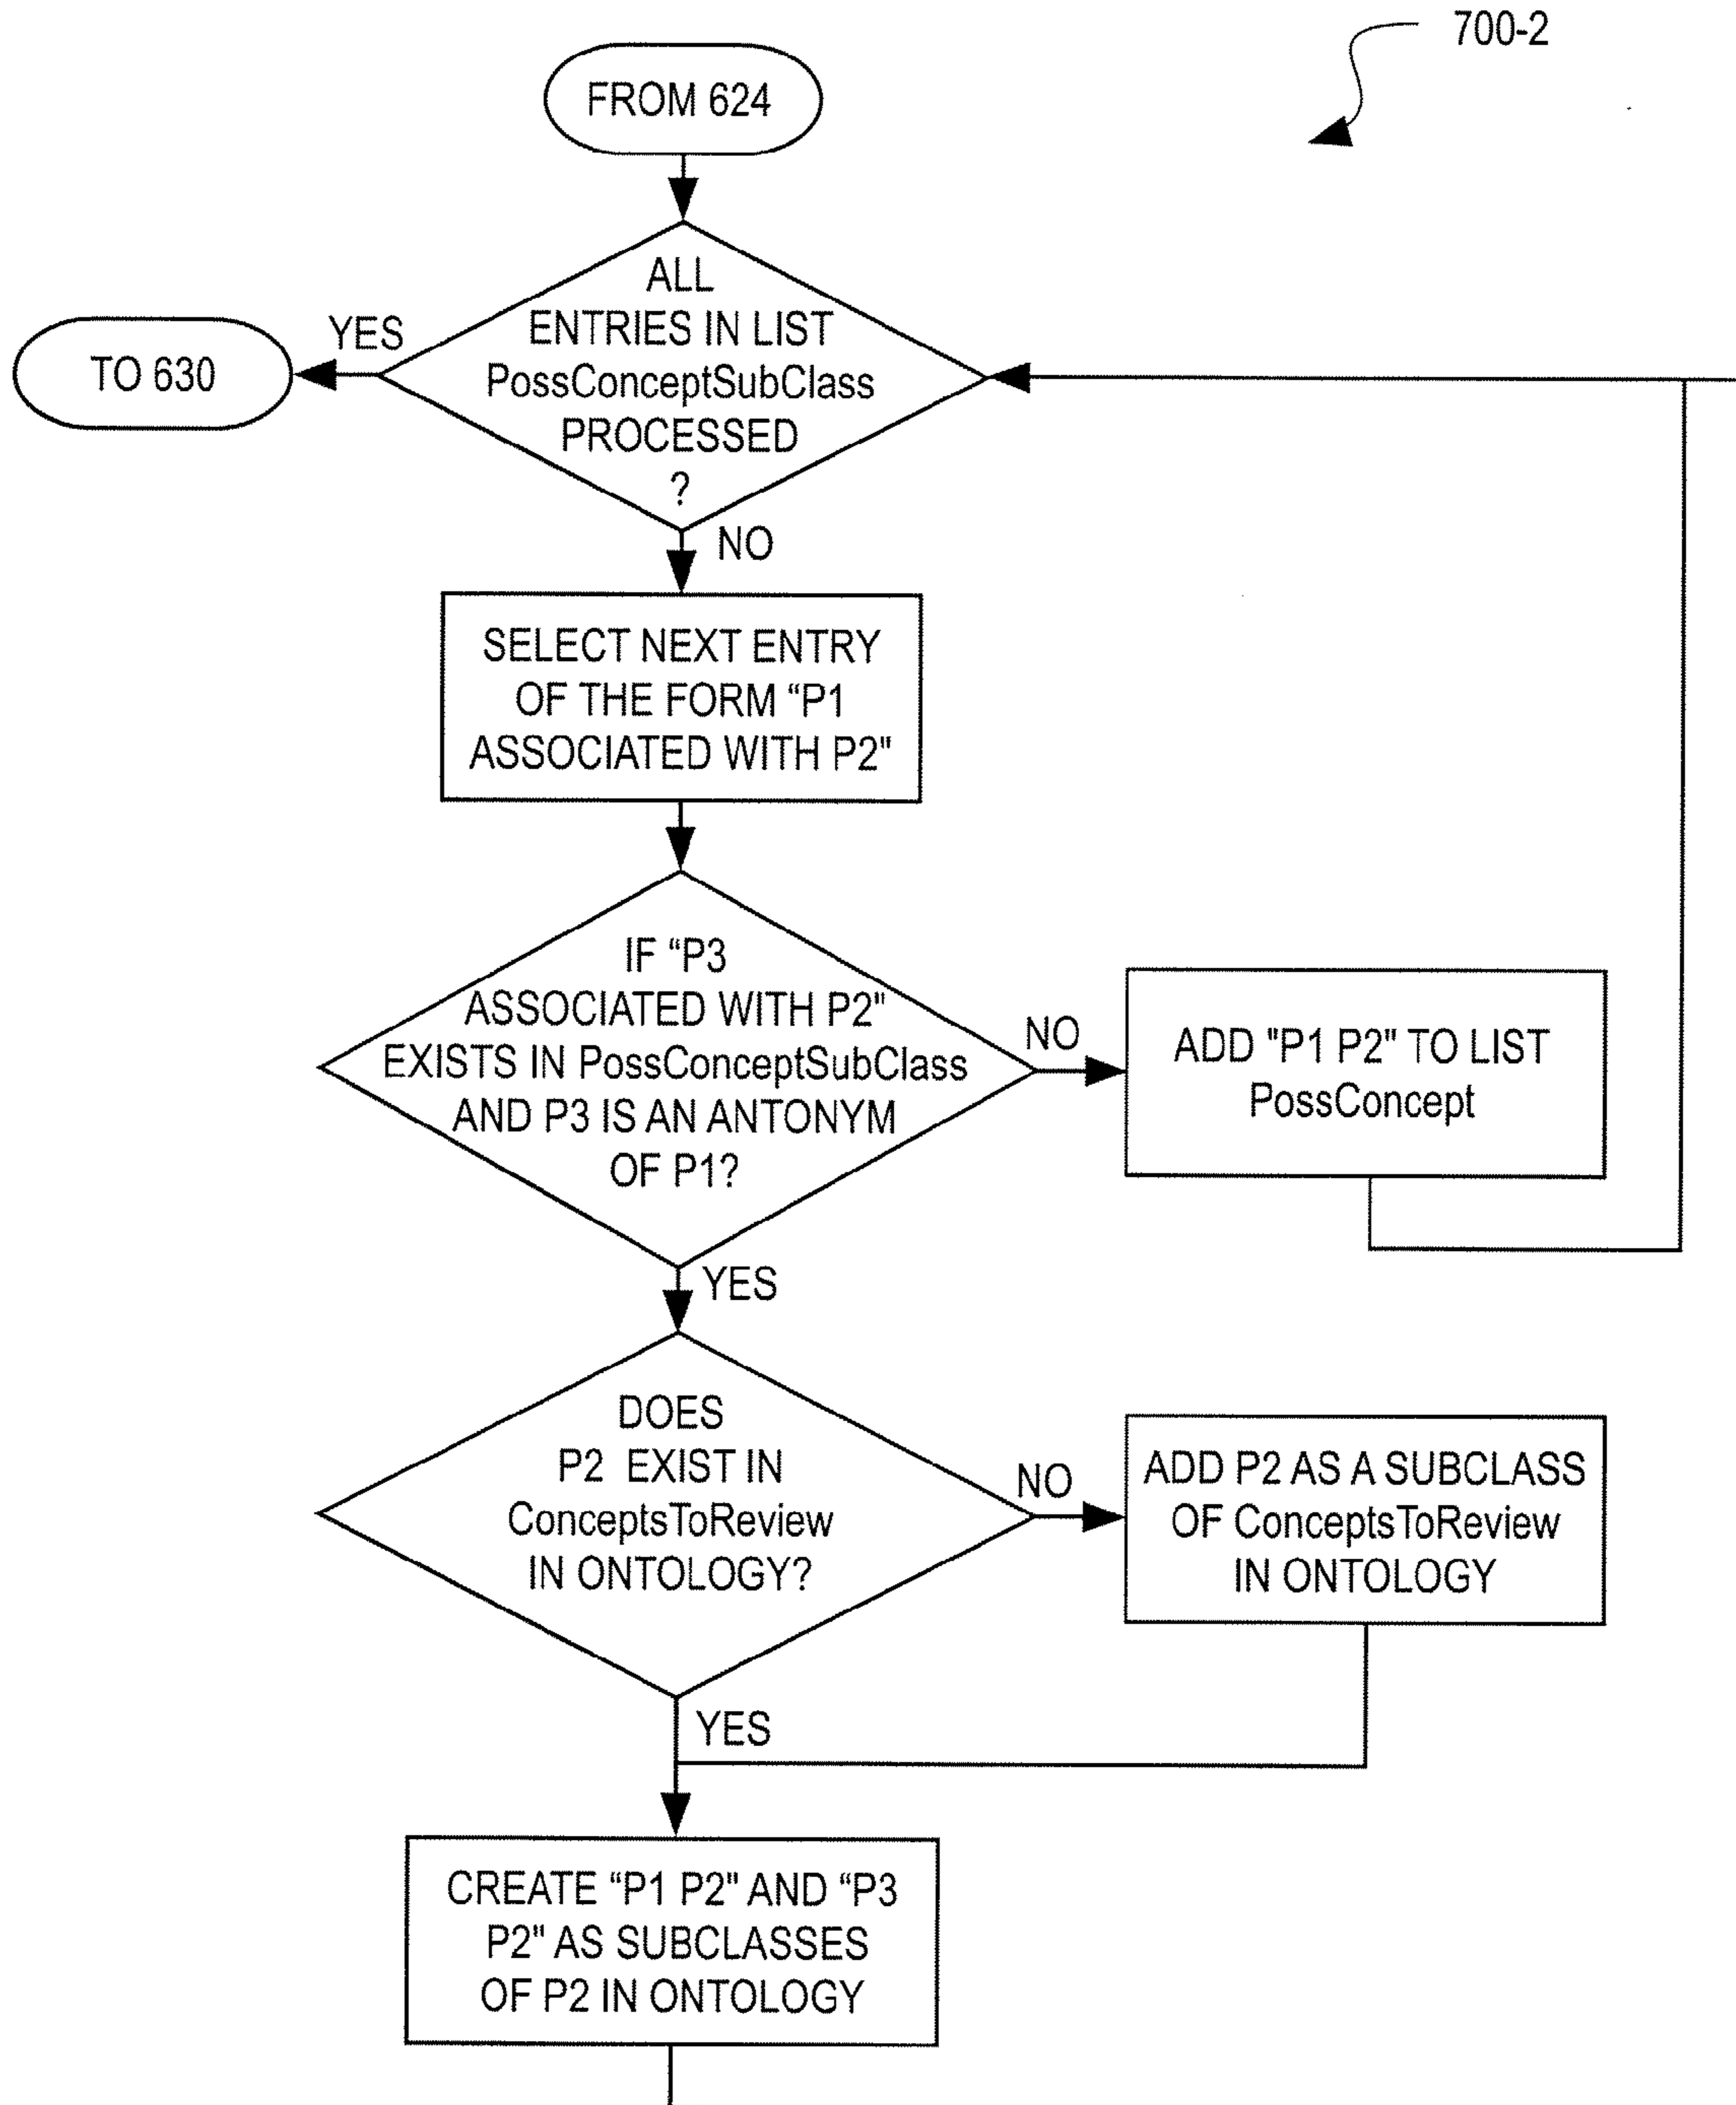 700-2
FROM 624
ALL
ENTRIES IN LIST
PossConceptSubClass
PROCESSED
?
YES
TO 630
NO
SELECT NEXT ENTRY
OF THE FORM “P1
ASSOCIATED WITH P2"
IF “P3
ASSOCIATED WITH P2"
EXISTS IN PossConceptSubClass
AND P3 IS AN ANTONYM
OF P1?
NO
ADD "P1 P2" TO LIST
PossConcept
YES
DOES
P2 EXIST IN
ConceptsToReview
IN ONTOLOGY?
NO
ADD P2 AS A SUBCLASS
OF ConceptsToReview
IN ONTOLOGY
YES
CREATE “P1 P2" AND “P3
P2" AS SUBCLASSES
OF P2 IN ONTOLOGY